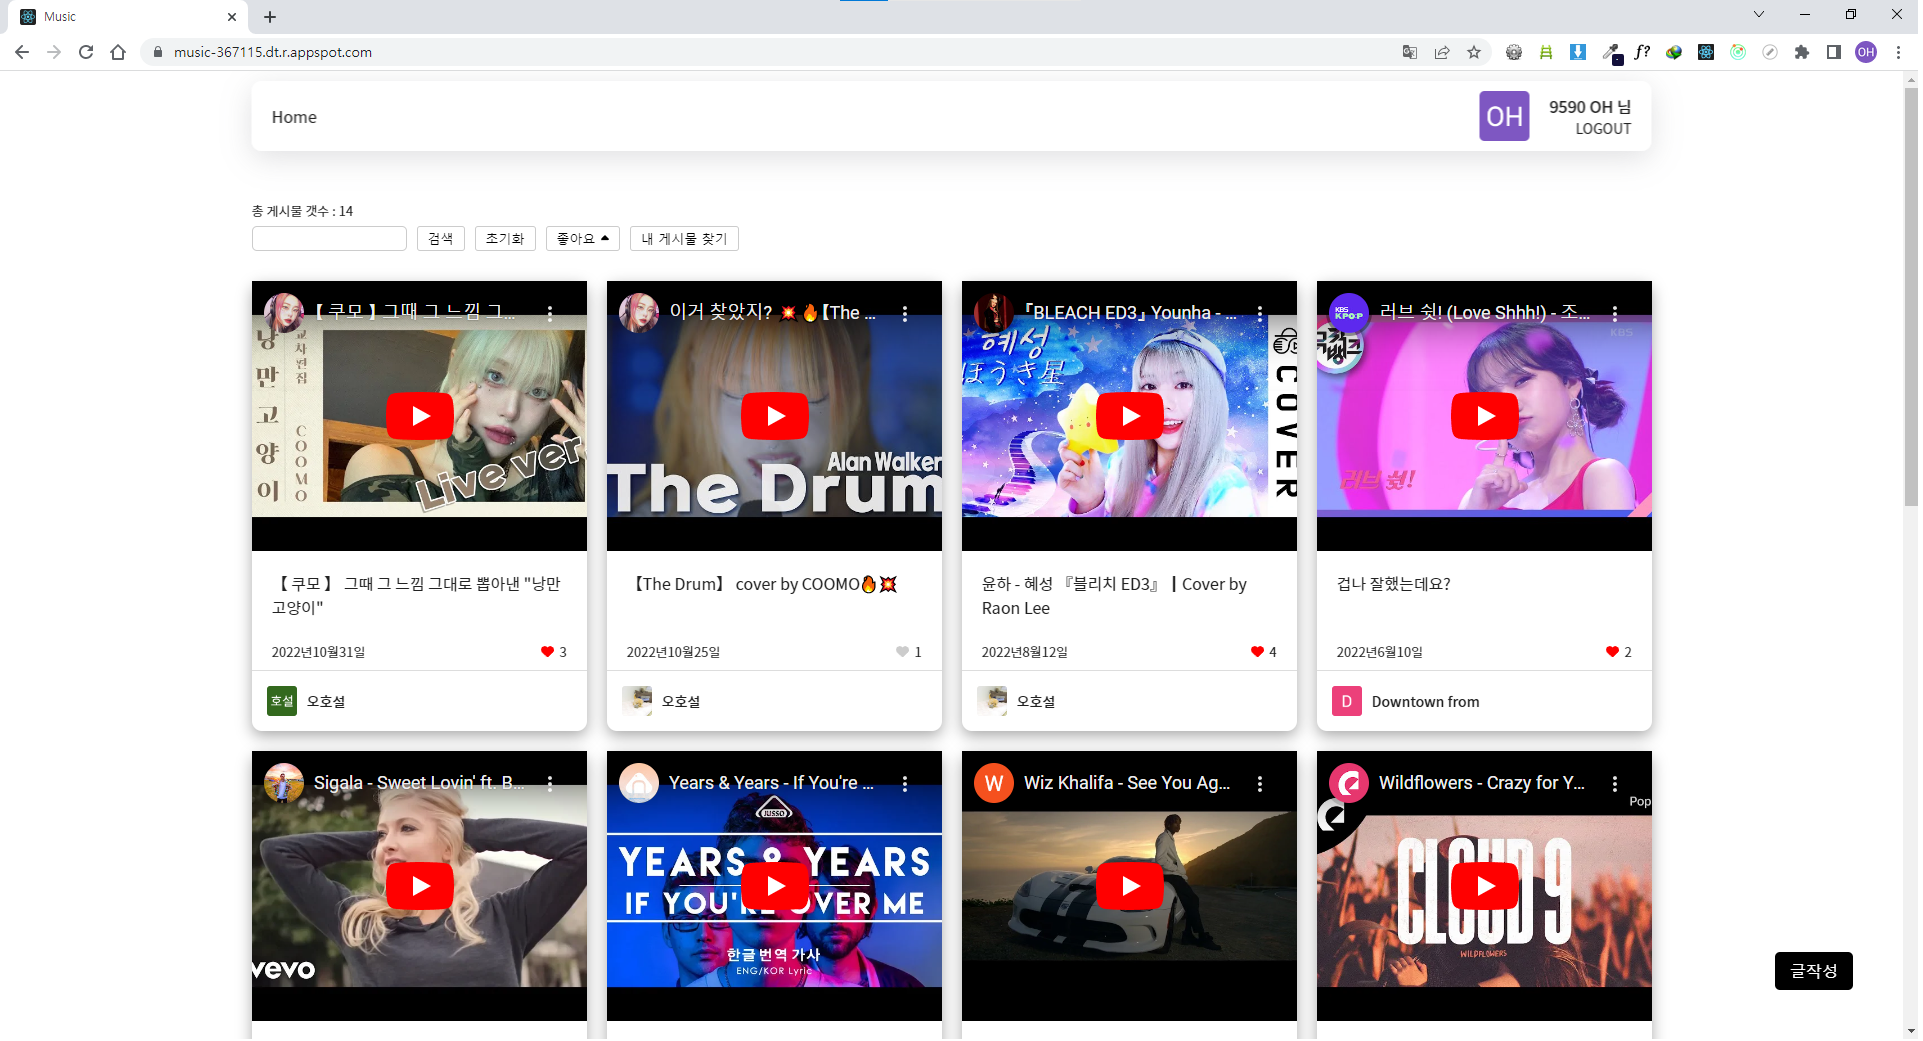 Music
music-367115.dt.r.appspot.com
f?
OH
Home
OH
9590 OH 님
LOGOUT
총 게시물 갯수 : 14
검색
초기화
좋아요
내 게시물 찾기
【 쿠모 】 그때 그 느낌 그...
낭만고양이
교차편집
COOMO
Live ver
【 쿠모 】 그때 그 느낌 그대로 뽑아낸 "낭만
고양이"
2022년10월31일
3
호설
오호설
이거 찾았지? 💥🔥【The ...
Alan Walker
The Drum
【The Drum】 cover by COOMO🔥💥
2022년10월25일
1
오호설
「BLEACH ED3」 Younha - ...
혜성
ほうき星
COVER
윤하 - 혜성 『블리치 ED3』┃Cover by
Raon Lee
2022년8월12일
4
오호설
KBS
KPOP
러브 쉿! (Love Shhh!) - 조...
KBS
뮤직
뱅크
러브 쉿!
겁나 잘했는데요?
2022년6월10일
2
D
Downtown from
Sigala - Sweet Lovin' ft. B...
vevo
Years & Years - If You're ...
JUSSO
YEARS & YEARS
IF YOU'RE OVER ME
한글 번역 가사
ENG/KOR Lyric
W
Wiz Khalifa - See You Ag...
Wildflowers - Crazy for Y...
Pop
CLOUD 9
WILDFLOWERS
글작성